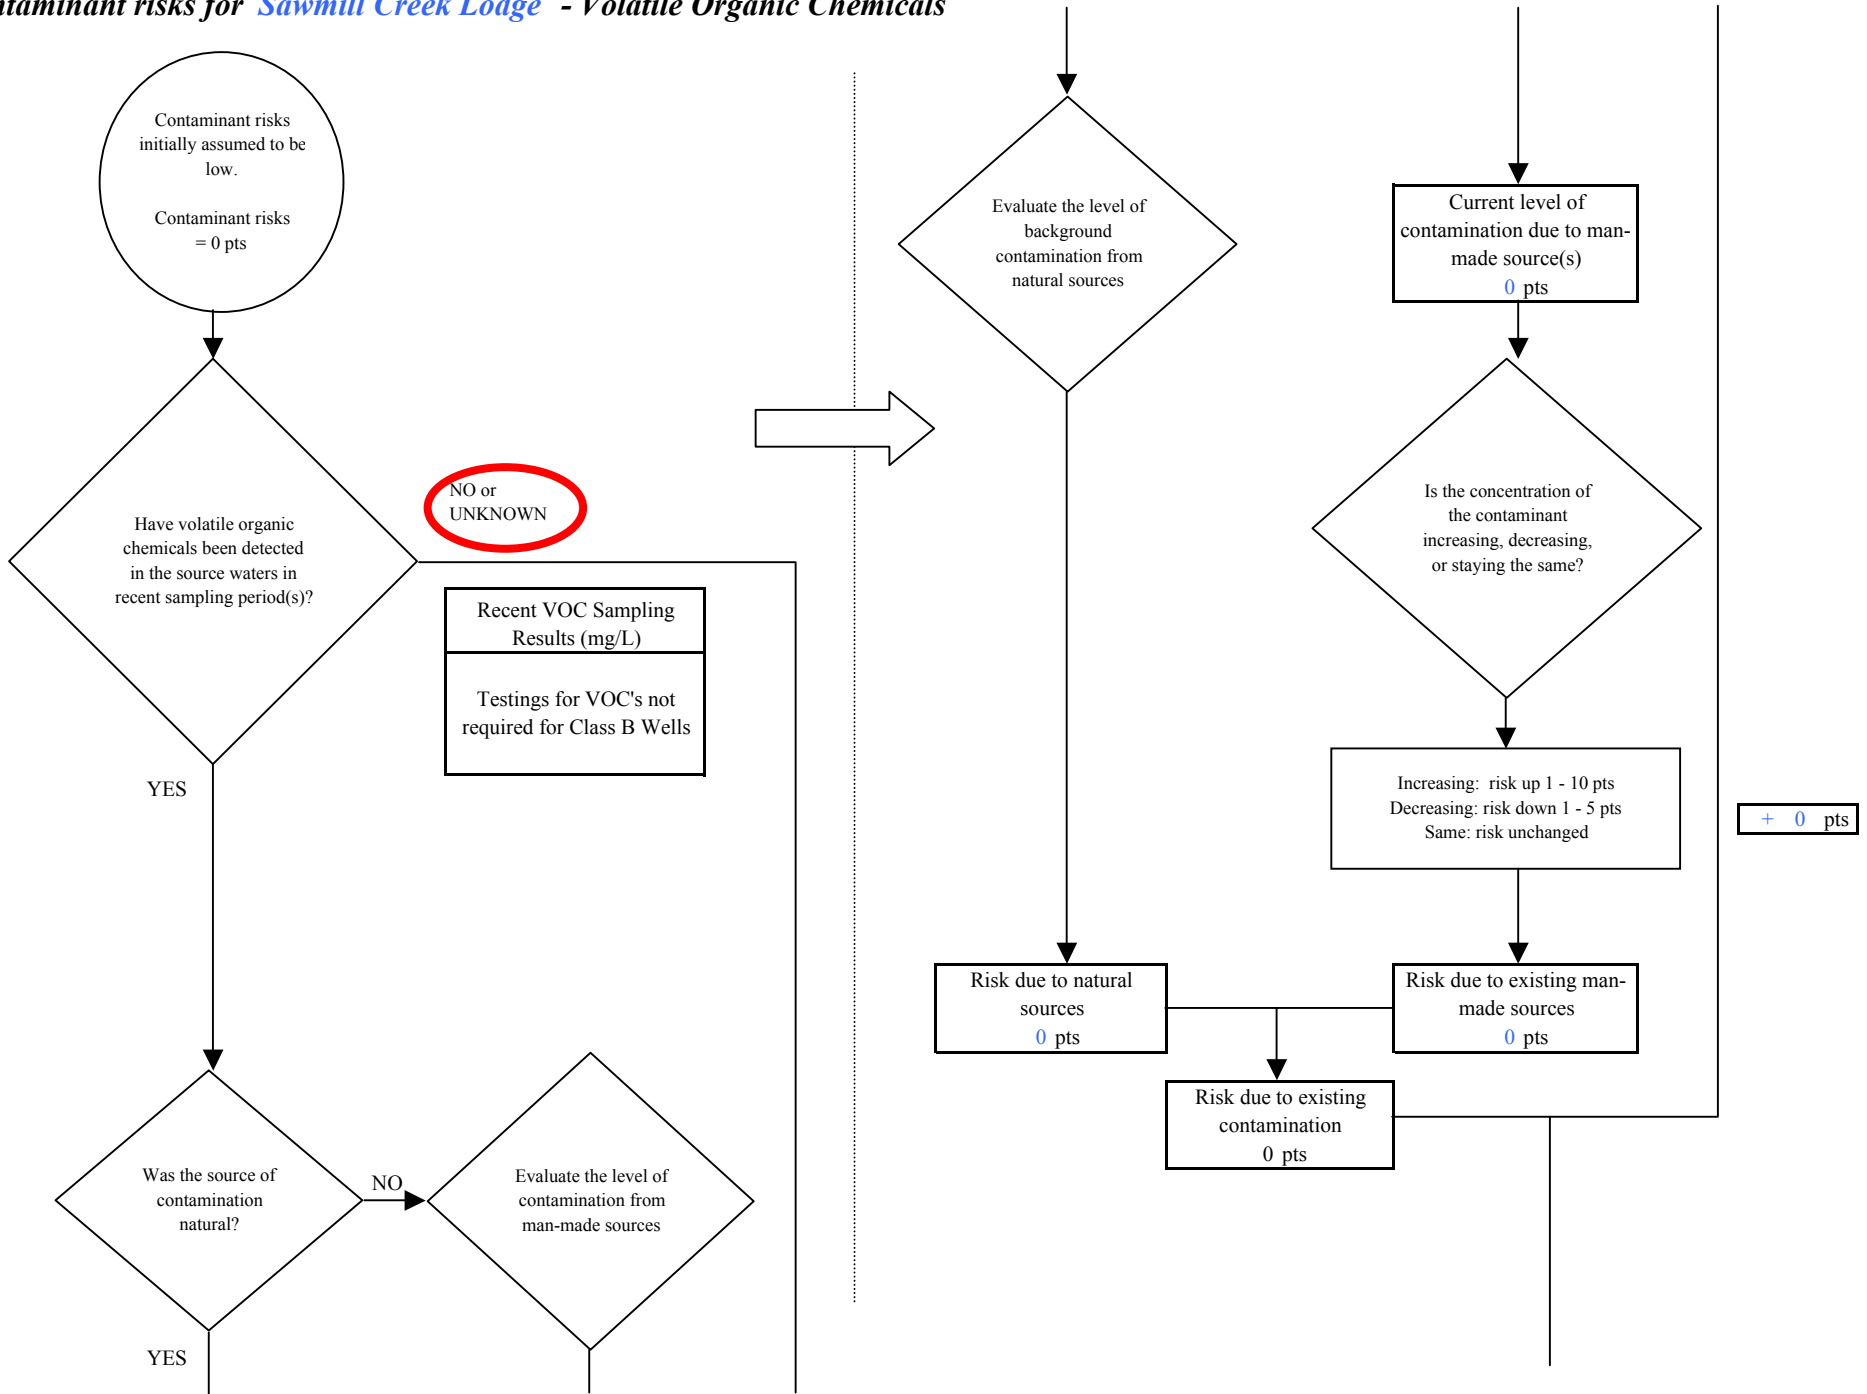 ntaminant risks for Sawmill Creek Lodge - Volatile Organic Chemicals
Contaminant risks
initially assumed to be
low.
Contaminant risks
= 0 pts
Have volatile organic
chemicals been detected
in the source waters in
recent sampling period(s)?
NO or
UNKNOWN
Recent VOC Sampling
Results (mg/L)
Testings for VOC's not
required for Class B Wells
YES
Was the source of
contamination
natural?
NO
Evaluate the level of
contamination from
man-made sources
YES
Evaluate the level of
background
contamination from
natural sources
Current level of
contamination due to man-
made source(s)
0 pts
Is the concentration of
the contaminant
increasing, decreasing,
or staying the same?
Increasing: risk up 1 - 10 pts
Decreasing: risk down 1 - 5 pts
Same: risk unchanged
+ 0 pts
Risk due to natural
sources
0 pts
Risk due to existing man-
made sources
0 pts
Risk due to existing
contamination
0 pts